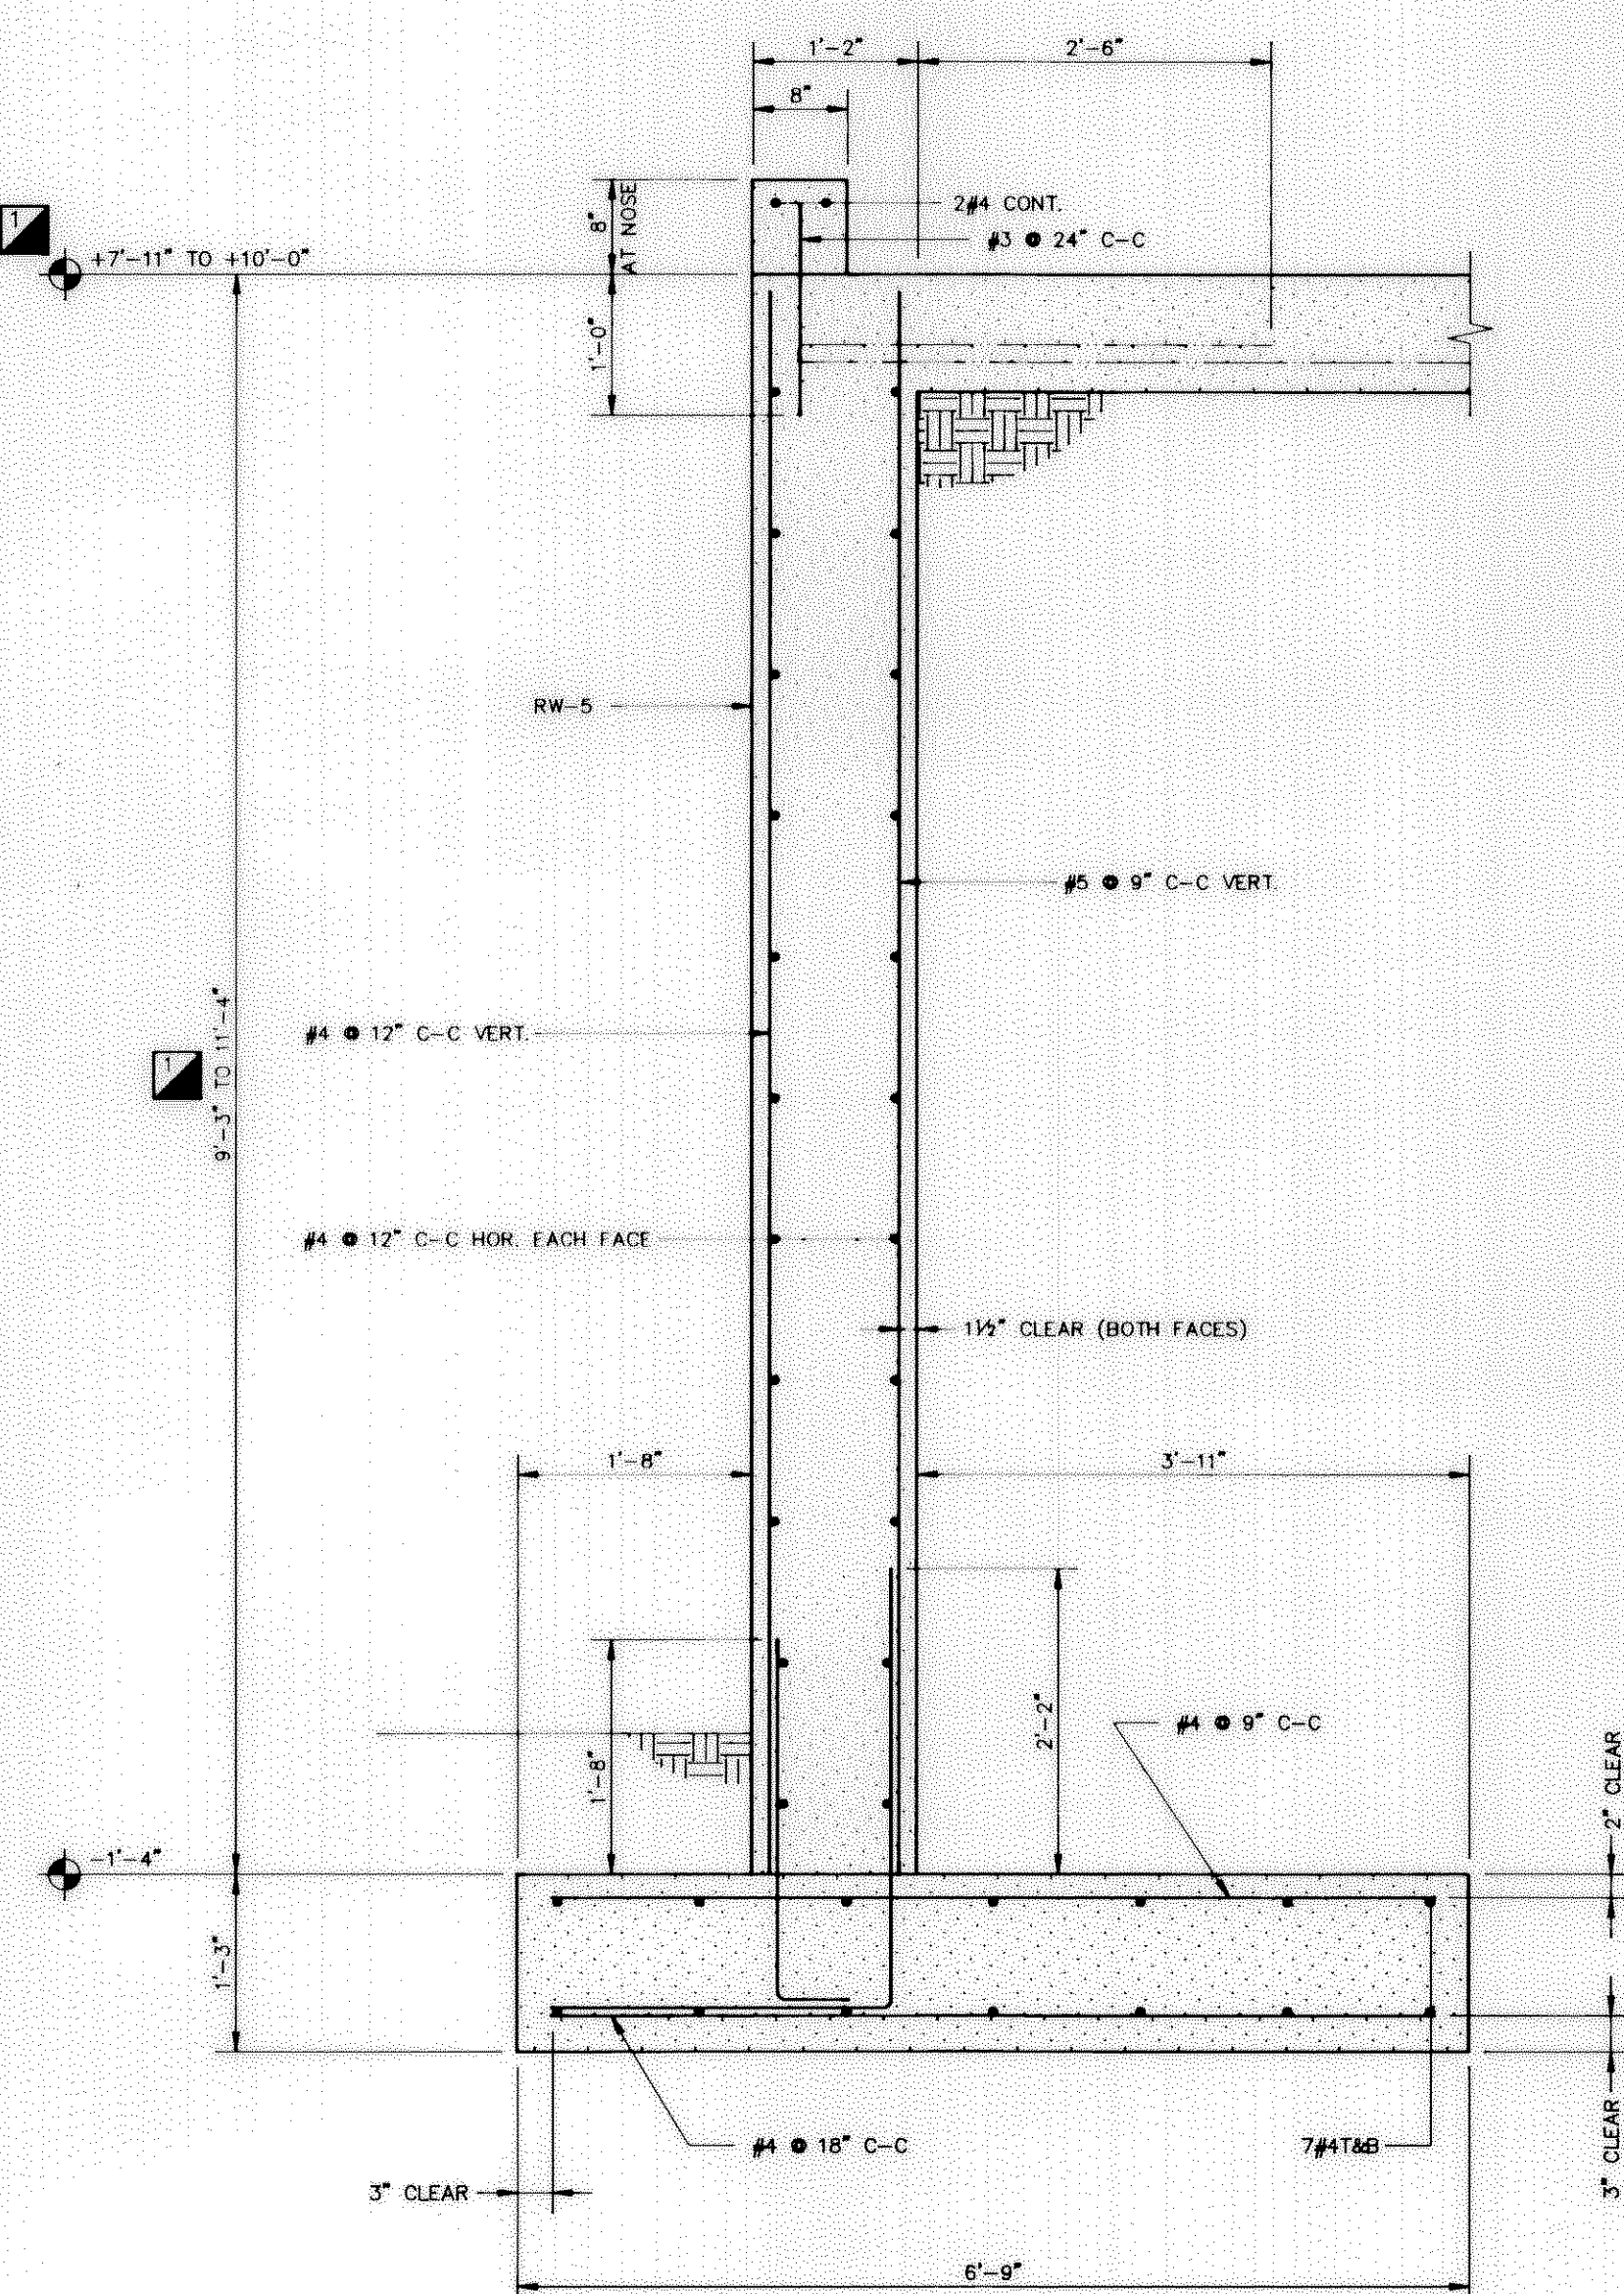 1'-2"
2'-6"
8"
8"
AT NOSE
2#4 CONT.
#3 @ 24" C-C
1
+7'-11" TO +10'-0"
1'-0"
RW-5
#5 @ 9" C-C VERT.
#4 @ 12" C-C VERT.
1
9'-3" TO 11'-4"
#4 @ 12" C-C HOR. EACH FACE
1½" CLEAR (BOTH FACES)
1'-8"
3'-11"
1'-8"
2'-2"
#4 @ 9" C-C
2" CLEAR
-1'-4"
1'-3"
#4 @ 18" C-C
7#4T&B
3" CLEAR
3" CLEAR
6'-9"